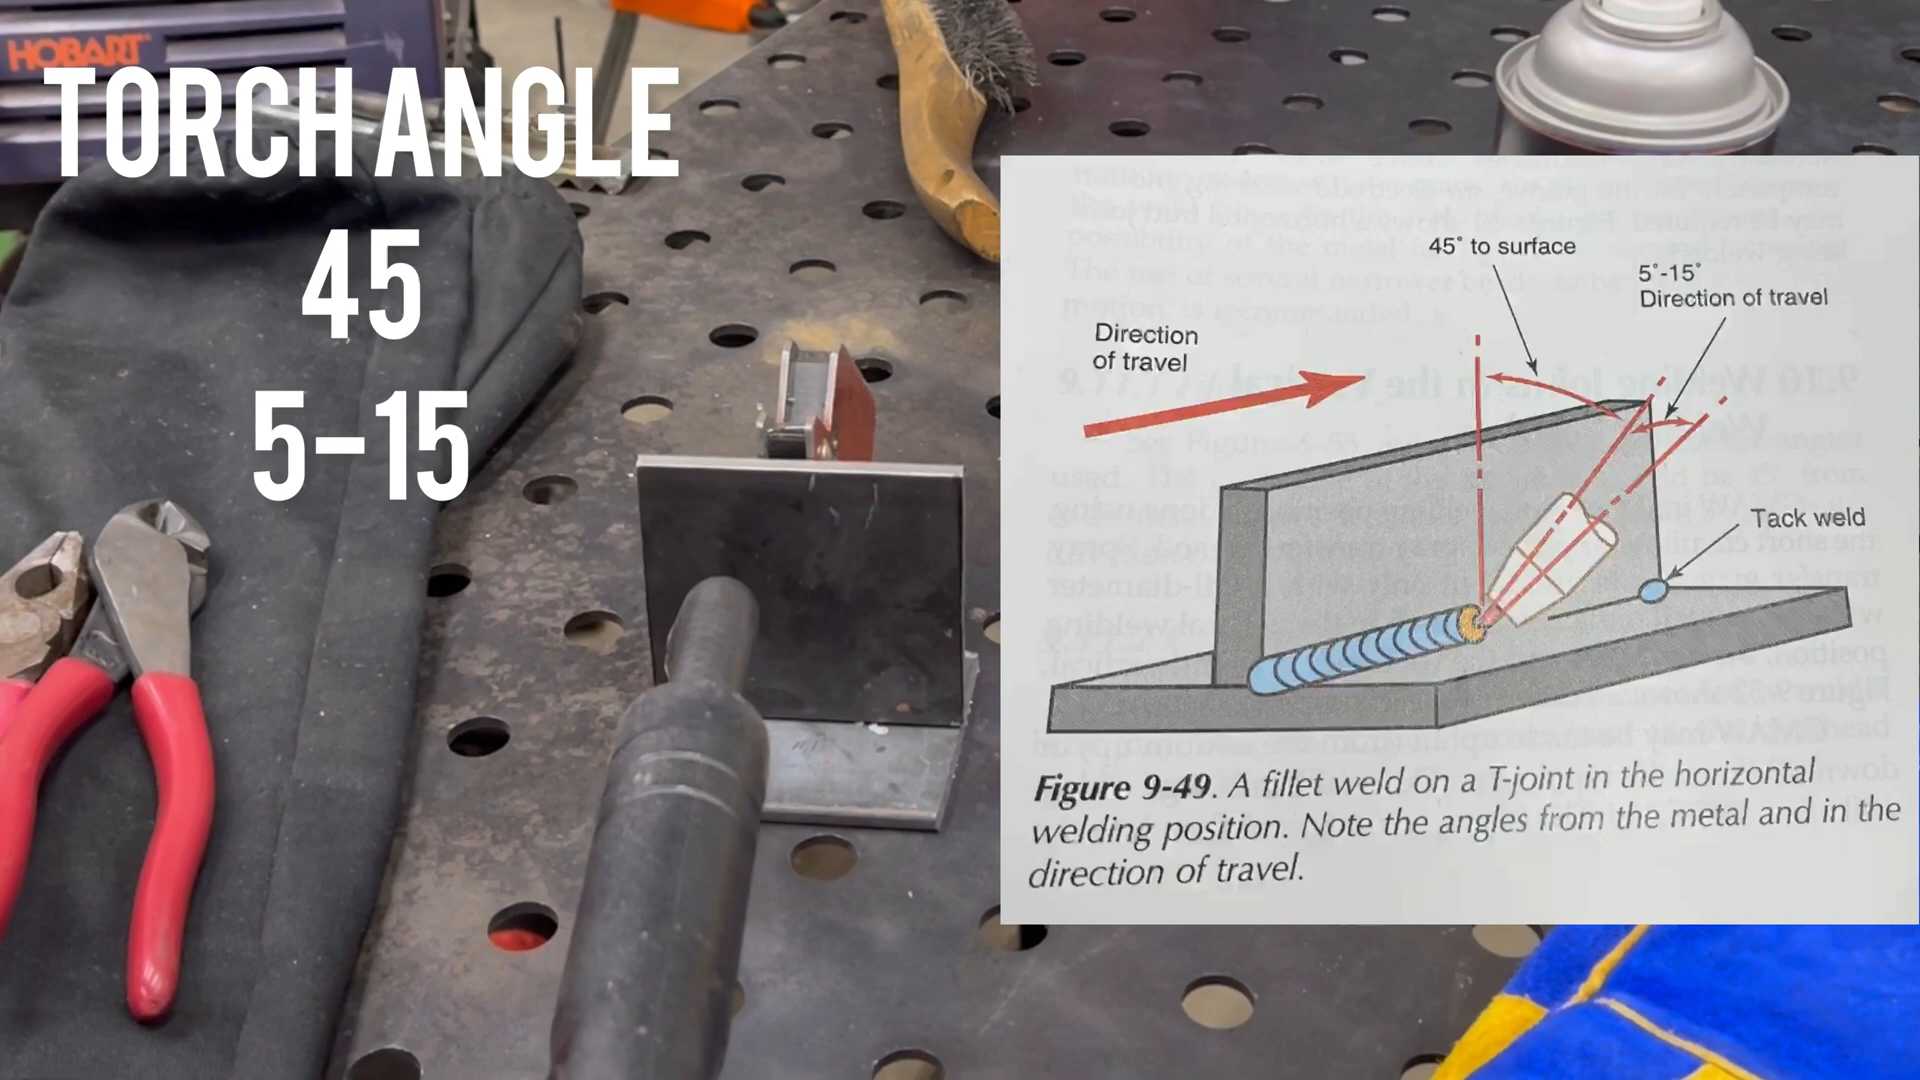 HOBART
TORCH ANGLE
45
5-15
45° to surface
5°-15°
Direction of travel
Direction
of travel
Tack weld
Figure 9-49. A fillet weld on a T-joint in the horizontal
welding position. Note the angles from the metal and in the
direction of travel.